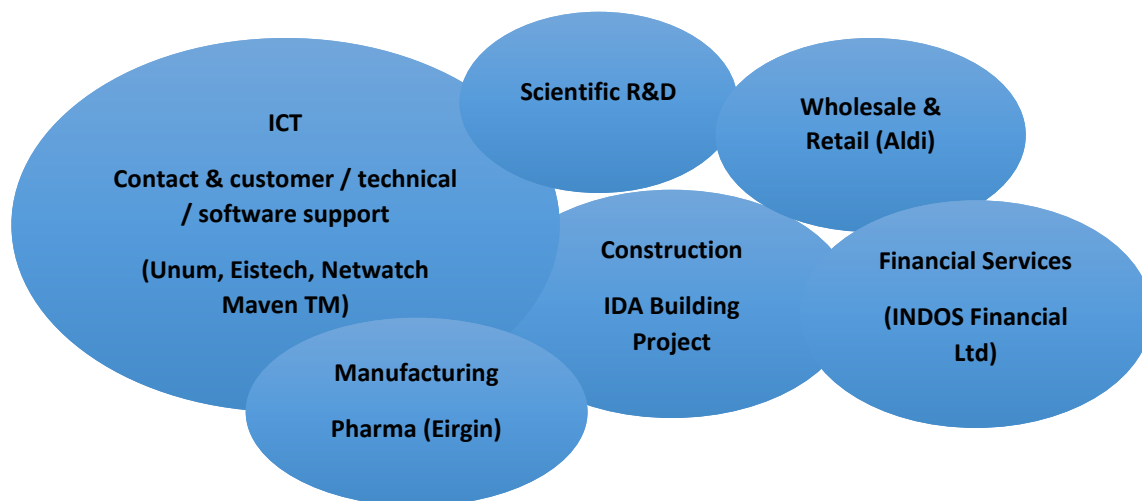 ICT
Contact & customer / technical
/ software support
(Unum, Eistech, Netwatch
Maven TM)
Scientific R&D
Wholesale &
Retail (Aldi)
Construction
IDA Building
Project
Financial Services
(INDOS Financial
Ltd)
Manufacturing
Pharma (Eirgin)